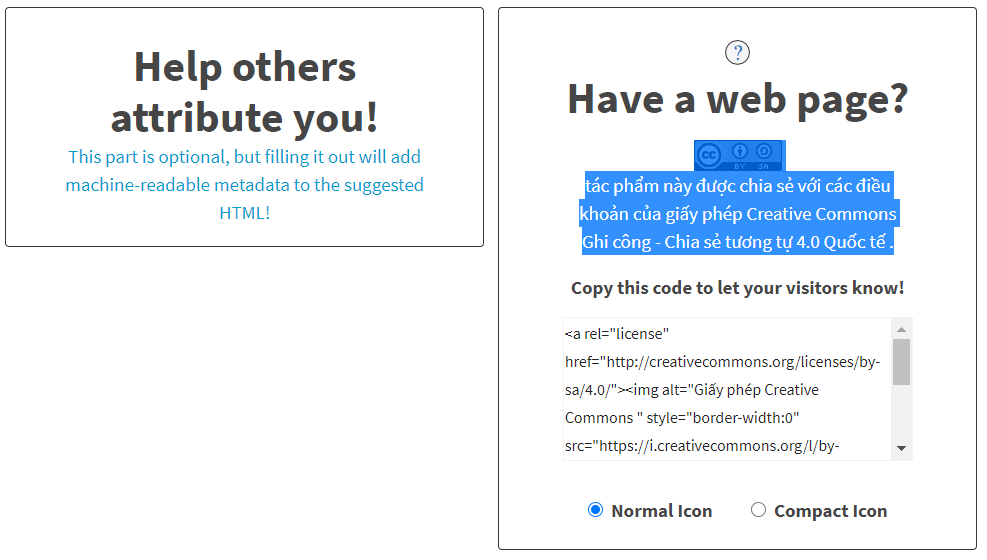 Help others
attribute you!
This part is optional, but filling it out will add
machine-readable metadata to the suggested
HTML!
?
Have a web page?
cc
BY SA
tác phẩm này được chia sẻ với các điều
khoản của giấy phép Creative Commons
Ghi công - Chia sẻ tương tự 4.0 Quốc tế .
Copy this code to let your visitors know!
<a rel="license"
href="http://creativecommons.org/licenses/by-
sa/4.0/"><img alt="Giấy phép Creative
Commons " style="border-width:0"
src="https://i.creativecommons.org/l/by-
Normal Icon Compact Icon